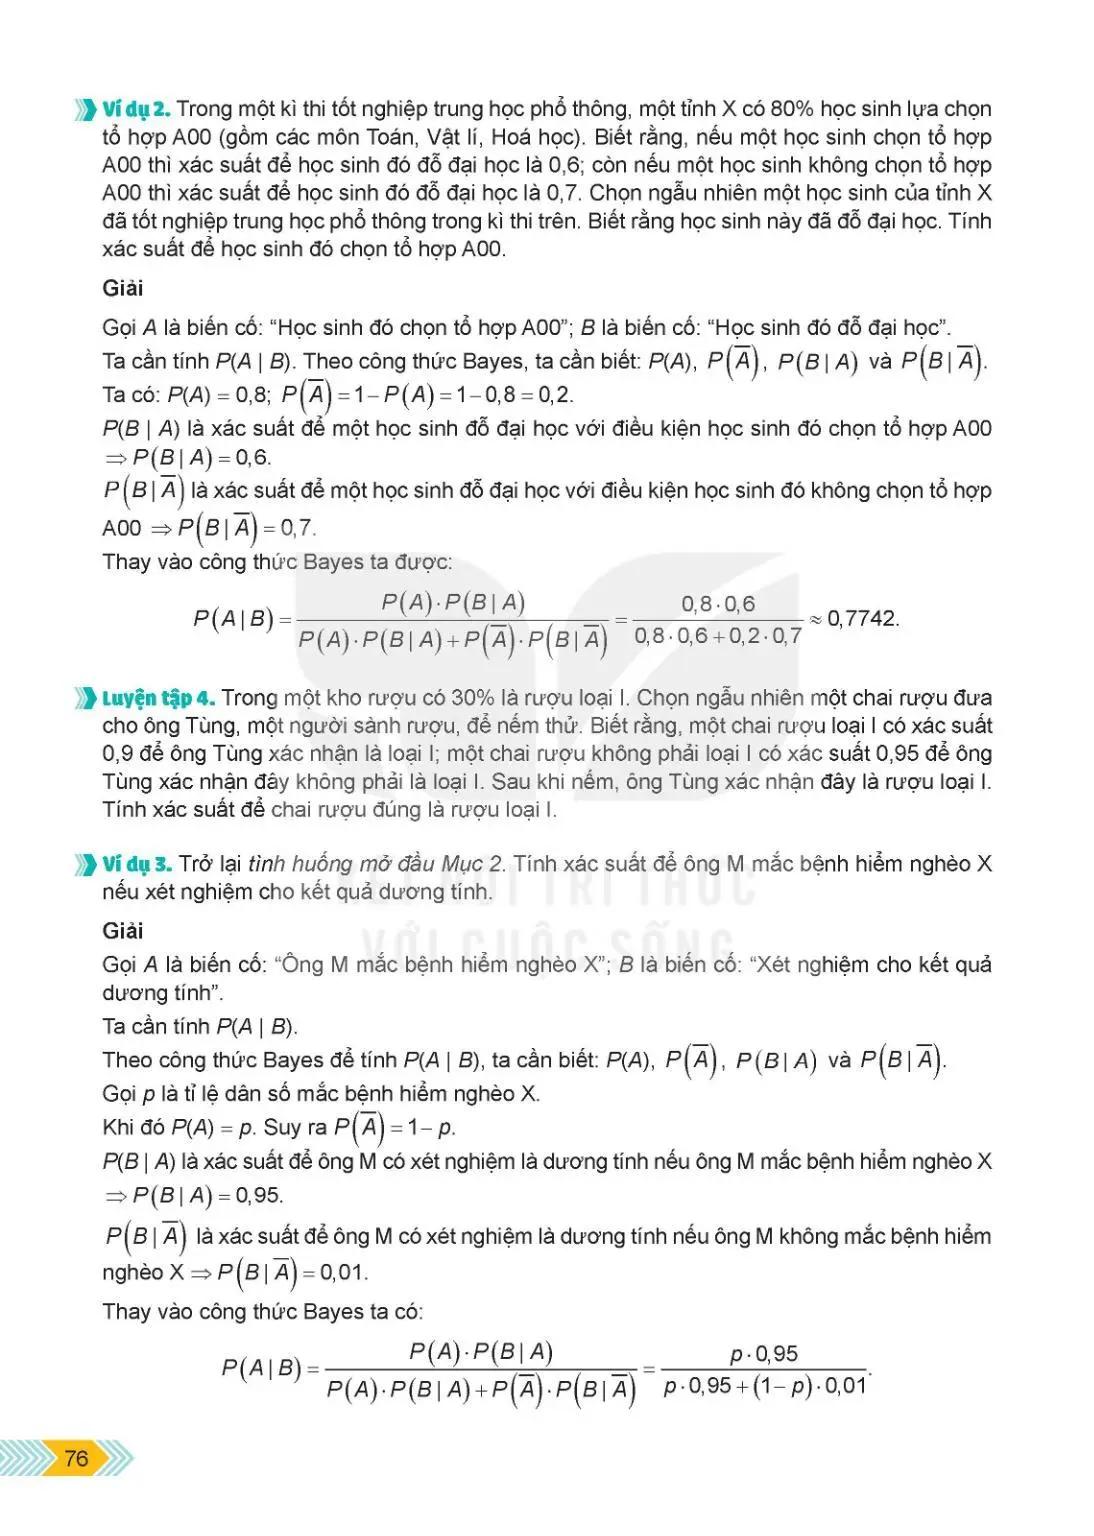 Ví dụ 2. Trong một kì thi tốt nghiệp trung học phổ thông, một tỉnh X có 80% học sinh lựa chọn
tổ hợp A00 (gồm các môn Toán, Vật lí, Hoá học). Biết rằng, nếu một học sinh chọn tổ hợp
A00 thì xác suất để học sinh đó đỗ đại học là 0,6; còn nếu một học sinh không chọn tổ hợp
A00 thì xác suất để học sinh đó đỗ đại học là 0,7. Chọn ngẫu nhiên một học sinh của tỉnh X
đã tốt nghiệp trung học phổ thông trong kì thi trên. Biết rằng học sinh này đã đỗ đại học. Tính
xác suất để học sinh đó chọn tổ hợp A00.
Giải
Gọi A là biến cố: “Học sinh đó chọn tổ hợp A00”; B là biến cố: “Học sinh đó đỗ đại học”.
Ta cần tính P(A | B). Theo công thức Bayes, ta cần biết: P(A), P(A̅), P(B | A) và P(B | A̅).
Ta có: P(A) = 0,8; P(A̅) = 1 – P(A) = 1 – 0,8 = 0,2.
P(B | A) là xác suất để một học sinh đỗ đại học với điều kiện học sinh đó chọn tổ hợp A00
⇒ P(B | A) = 0,6.
P(B | A̅) là xác suất để một học sinh đỗ đại học với điều kiện học sinh đó không chọn tổ hợp
A00 ⇒ P(B | A̅) = 0,7.
Thay vào công thức Bayes ta được:
P(A | B) = P(A)·P(B | A) / (P(A)·P(B | A) + P(A̅)·P(B | A̅)) = 0,8·0,6 / (0,8·0,6 + 0,2·0,7) ≈ 0,7742.
Luyện tập 4. Trong một kho rượu có 30% là rượu loại I. Chọn ngẫu nhiên một chai rượu đưa
cho ông Tùng, một người sành rượu, để nếm thử. Biết rằng, một chai rượu loại I có xác suất
0,9 để ông Tùng xác nhận là loại I; một chai rượu không phải loại I có xác suất 0,95 để ông
Tùng xác nhận đây không phải là loại I. Sau khi nếm, ông Tùng xác nhận đây là rượu loại I.
Tính xác suất để chai rượu đúng là rượu loại I.
Ví dụ 3. Trở lại tình huống mở đầu Mục 2. Tính xác suất để ông M mắc bệnh hiểm nghèo X
nếu xét nghiệm cho kết quả dương tính.
KẾT NỐI TRI THỨC
Giải
VỚI CUỘC SỐNG
Gọi A là biến cố: “Ông M mắc bệnh hiểm nghèo X”; B là biến cố: “Xét nghiệm cho kết quả
dương tính”.
Ta cần tính P(A | B).
Theo công thức Bayes để tính P(A | B), ta cần biết: P(A), P(A̅), P(B | A) và P(B | A̅).
Gọi p là tỉ lệ dân số mắc bệnh hiểm nghèo X.
Khi đó P(A) = p. Suy ra P(A̅) = 1 – p.
P(B | A) là xác suất để ông M có xét nghiệm là dương tính nếu ông M mắc bệnh hiểm nghèo X
⇒ P(B | A) = 0,95.
P(B | A̅) là xác suất để ông M có xét nghiệm là dương tính nếu ông M không mắc bệnh hiểm
nghèo X ⇒ P(B | A̅) = 0,01.
Thay vào công thức Bayes ta có:
P(A | B) = P(A)·P(B | A) / (P(A)·P(B | A) + P(A̅)·P(B | A̅)) = p·0,95 / (p·0,95 + (1 – p)·0,01).
76